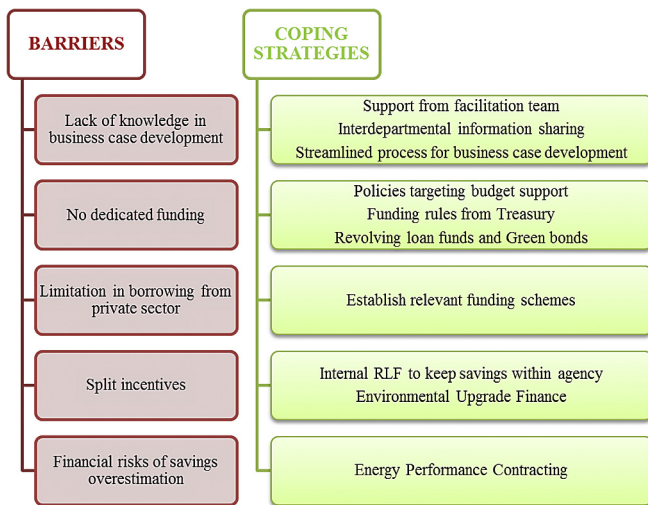 BARRIERS
COPING
STRATEGIES
Lack of knowledge in
business case development
Support from facilitation team
Interdepartmental information sharing
Streamlined process for business case development
No dedicated funding
Policies targeting budget support
Funding rules from Treasury
Revolving loan funds and Green bonds
Limitation in borrowing from
private sector
Establish relevant funding schemes
Split incentives
Internal RLF to keep savings within agency
Environmental Upgrade Finance
Financial risks of savings
overestimation
Energy Performance Contracting